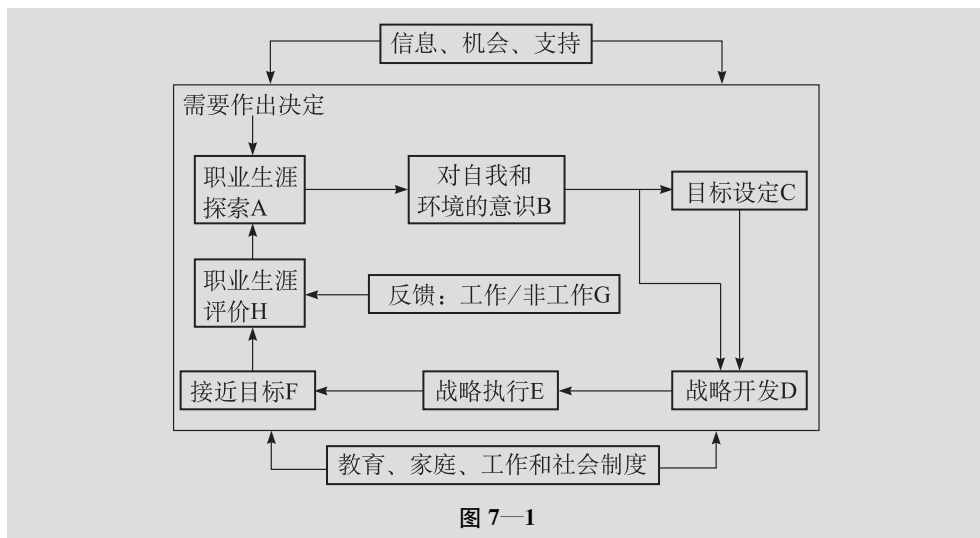 信息、机会、支持
需要作出决定
职业生涯
探索A
对自我和
环境的意识B
目标设定C
职业生涯
评价H
反馈：工作/非工作G
接近目标F
战略执行E
战略开发D
教育、家庭、工作和社会制度
图 7—1